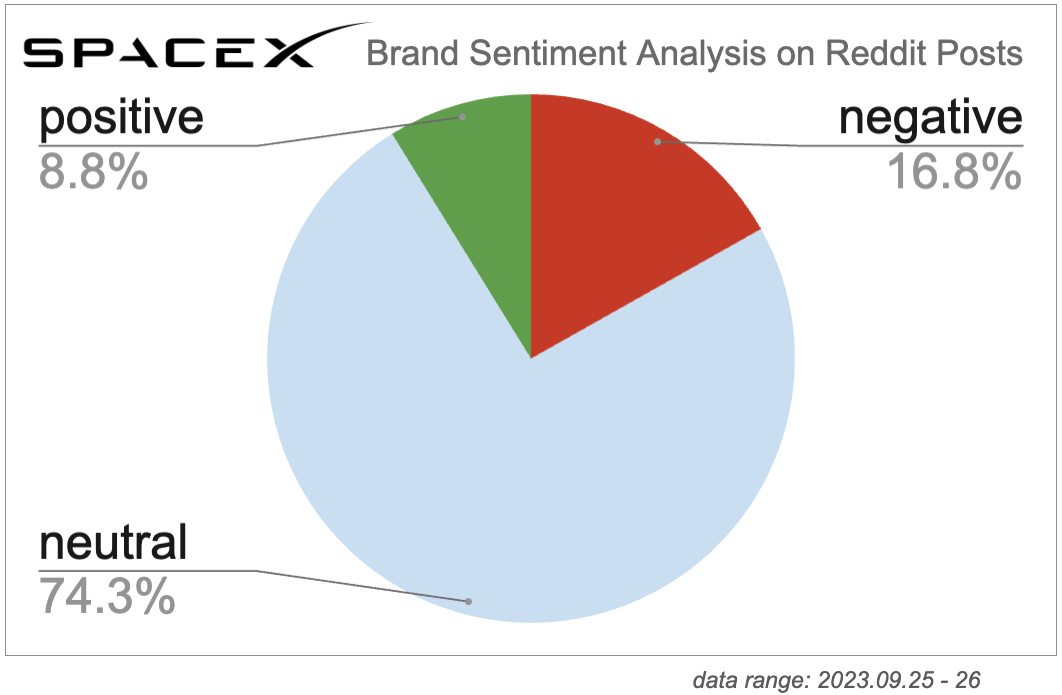 SPACEX Brand Sentiment Analysis on Reddit Posts
positive
8.8%
negative
16.8%
neutral
74.3%
data range: 2023.09.25 - 26